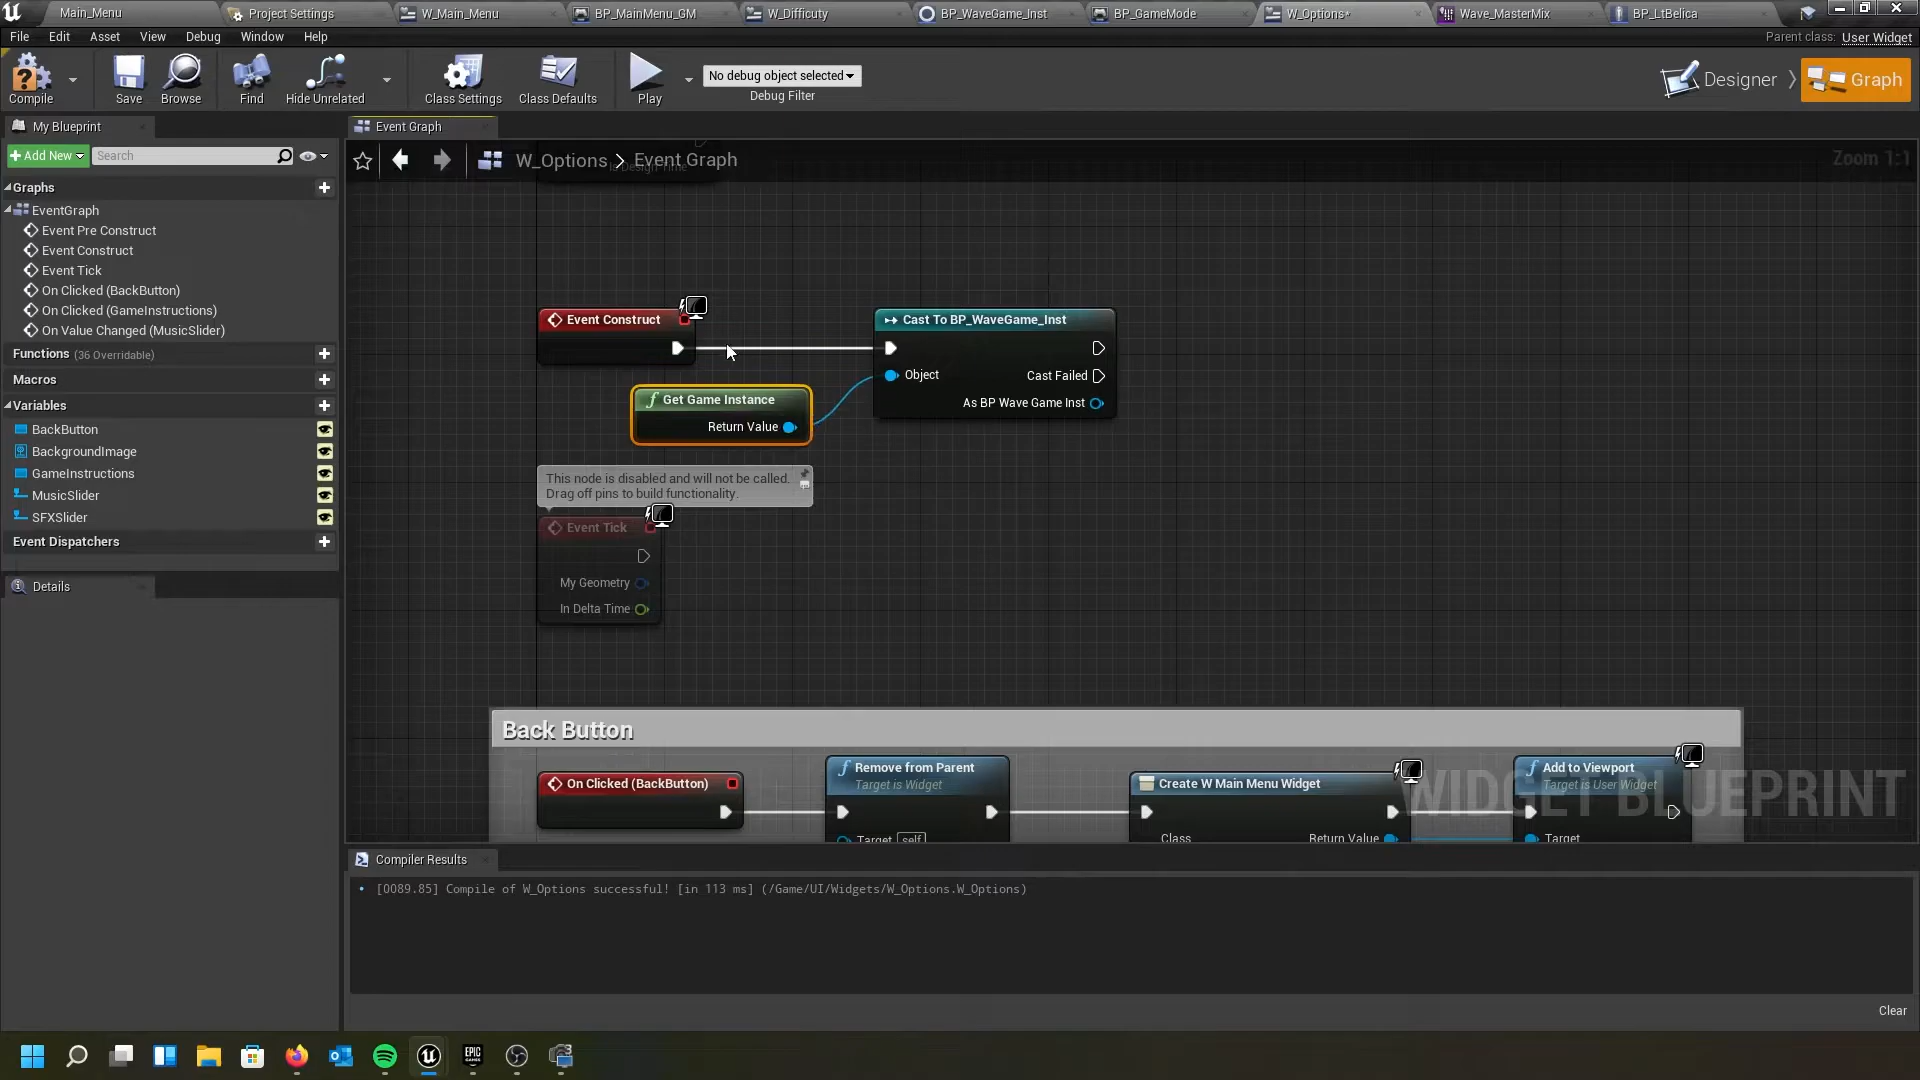 Main_Menu
Project Settings
W_Main_Menu
BP_MainMenu_GM
W_Difficuty
BP_WaveGame_Inst
BP_GameMode
W_Options*
Wave_MasterMix
BP_LtBelica
File Edit Asset View Debug Window Help
Parent class: User Widget
Compile
Save
Browse
Find
Hide Unrelated
Class Settings
Class Defaults
Play
No debug object selected
Debug Filter
Designer
Graph
My Blueprint
Add New
Search
Graphs
EventGraph
Event Pre Construct
Event Construct
Event Tick
On Clicked (BackButton)
On Clicked (GameInstructions)
On Value Changed (MusicSlider)
Functions (36 Overridable)
Macros
Variables
BackButton
BackgroundImage
GameInstructions
MusicSlider
SFXSlider
Event Dispatchers
Details
Event Graph
W_Options > Event Graph
Zoom 1:1
Is Design Time
Event Construct
Cast To BP_WaveGame_Inst
Object
Cast Failed
As BP Wave Game Inst
Get Game Instance
Return Value
This node is disabled and will not be called.
Drag off pins to build functionality.
Event Tick
My Geometry
In Delta Time
Back Button
On Clicked (BackButton)
Remove from Parent
Target is Widget
Target self
Create W Main Menu Widget
Class
Return Value
Add to Viewport
Target is User Widget
Target
WIDGET BLUEPRINT
Compiler Results
• [0089.85] Compile of W_Options successful! [in 113 ms] (/Game/UI/Widgets/W_Options.W_Options)
Clear
EPIC
GAMES